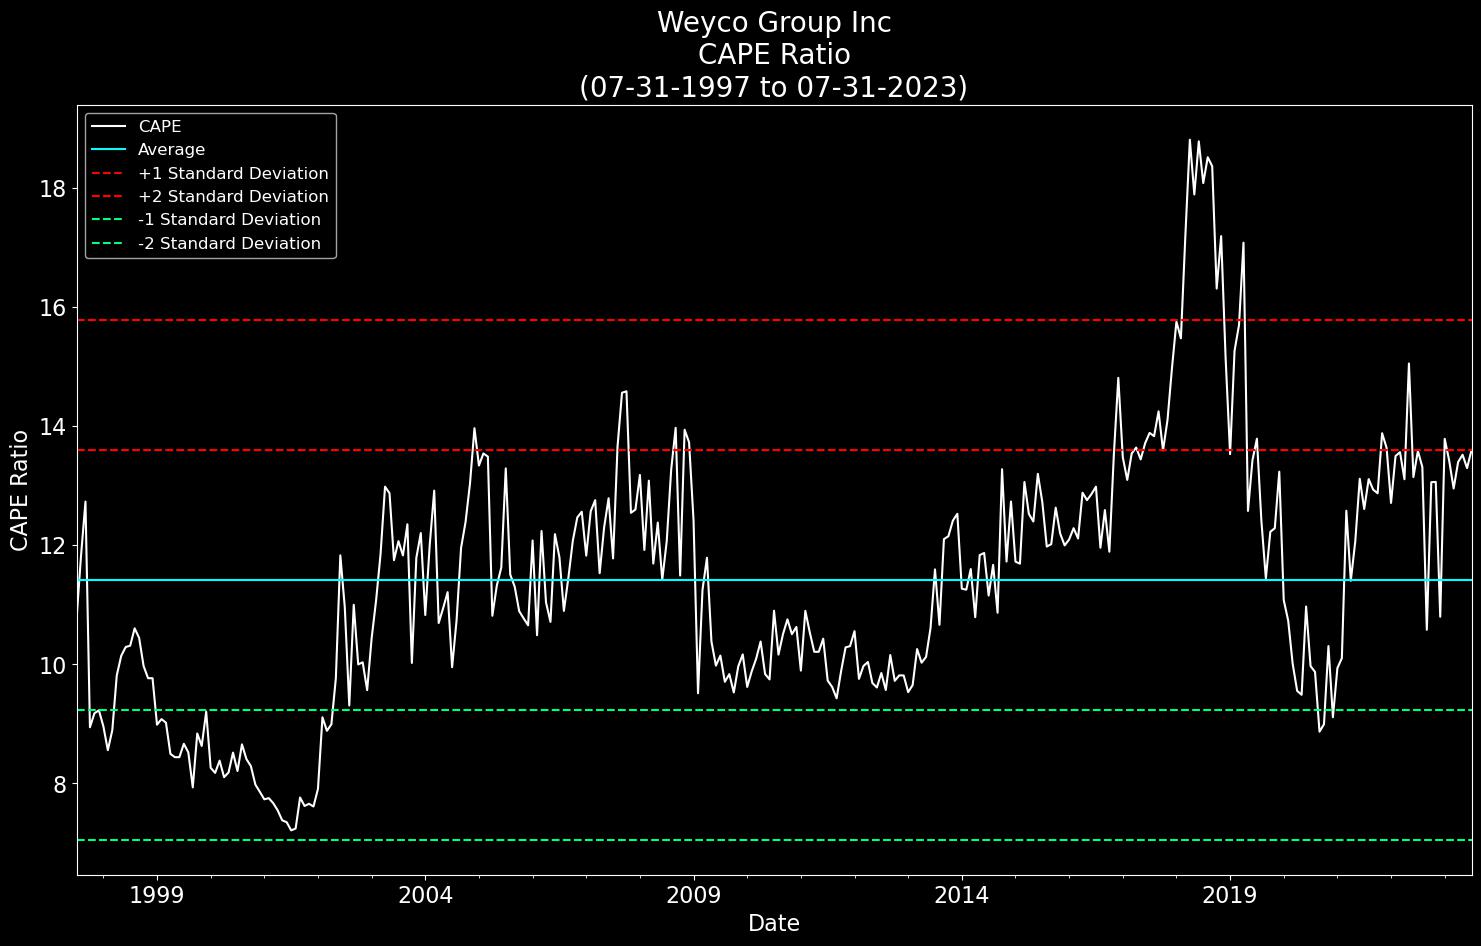 Weyco Group Inc
CAPE Ratio
(07-31-1997 to 07-31-2023)
CAPE
Average
+1 Standard Deviation
+2 Standard Deviation
-1 Standard Deviation
-2 Standard Deviation
CAPE Ratio
18
16
14
12
10
8
1999 2004 2009 2014 2019
Date